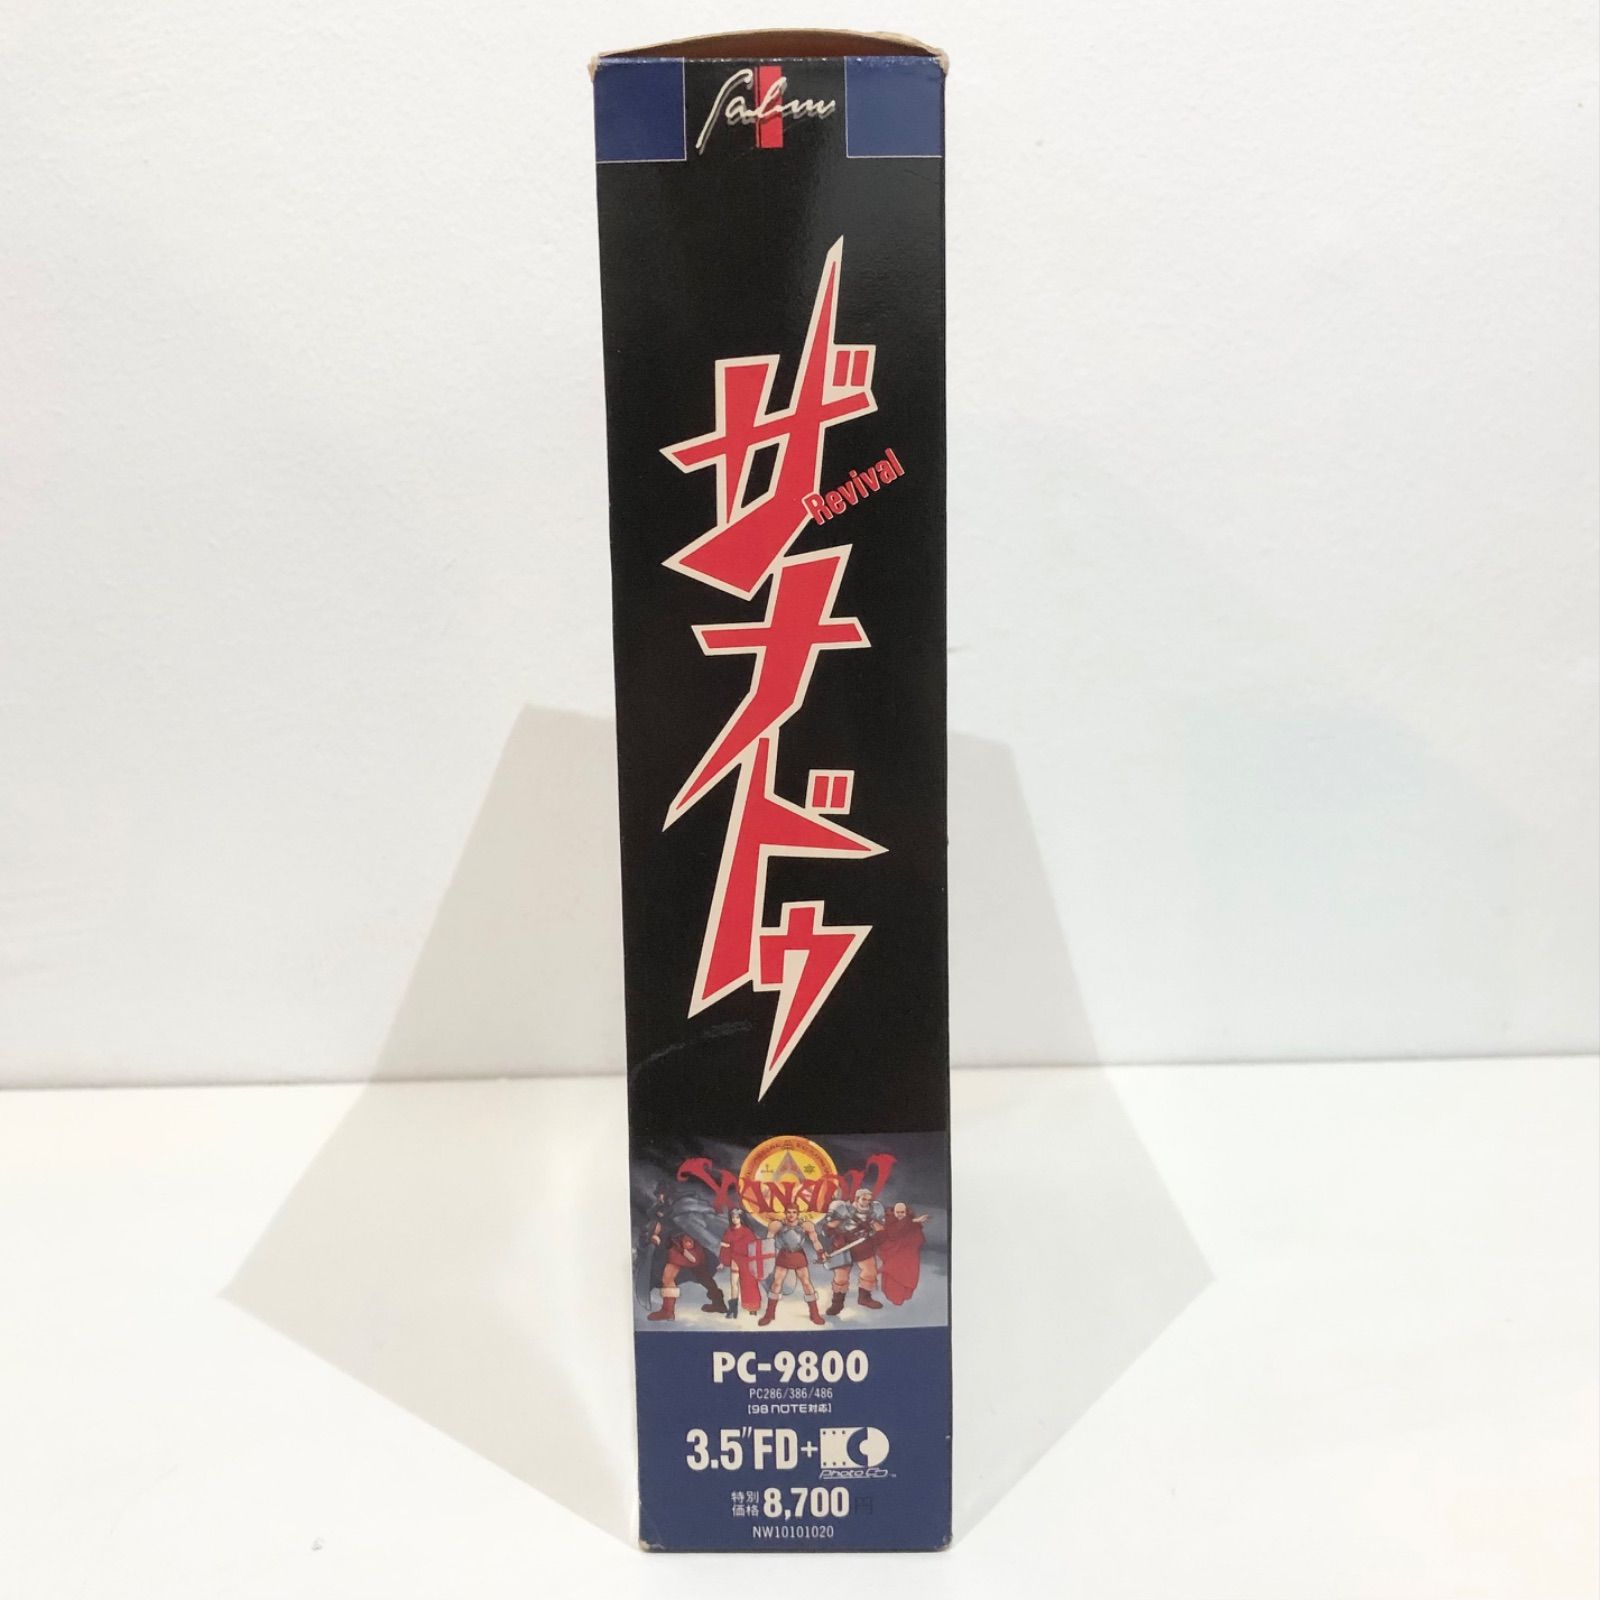 Falcom
ザナドゥ
Revival
XANADU
PC-9800
PC286/386/486
[98 NOTE対応]
3.5"FD+
Photo CD™
特別価格 8,700円
NW10101020